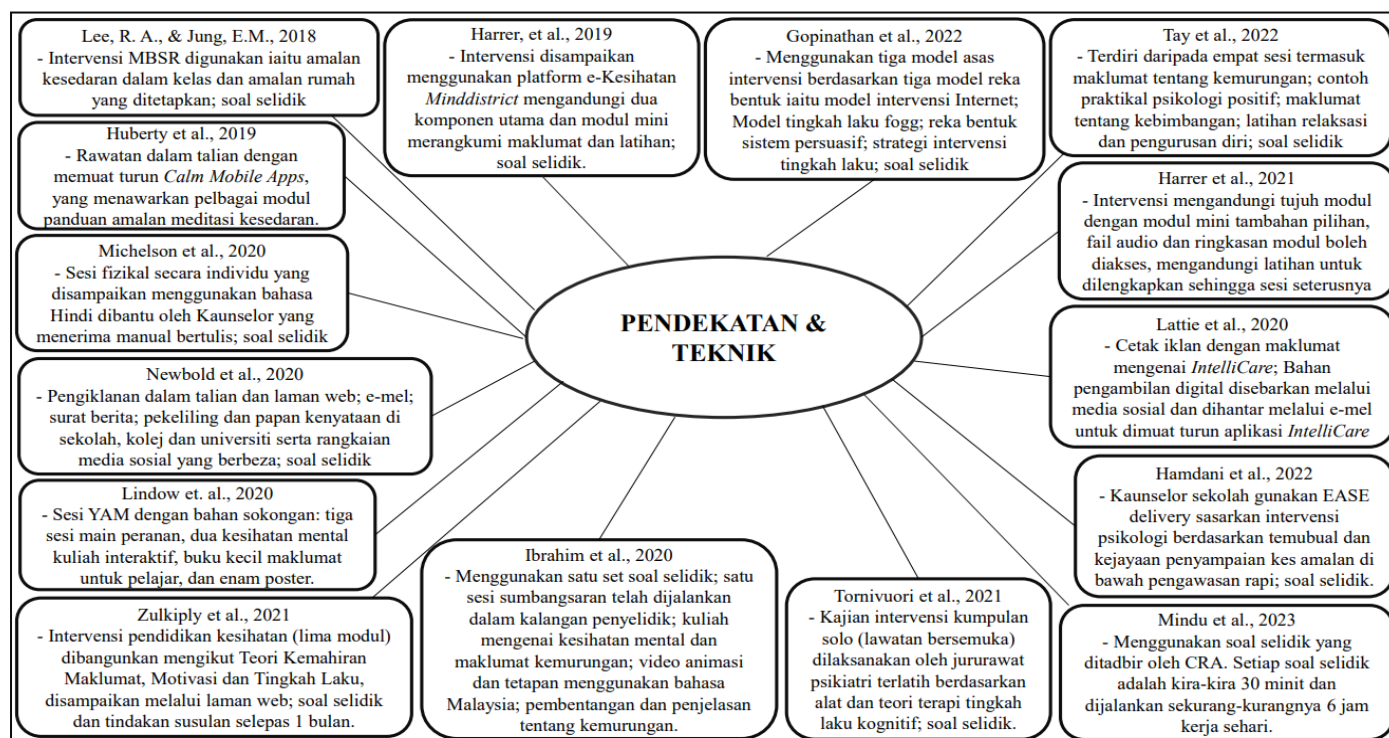 Lee, R. A., & Jung, E.M., 2018
- Intervensi MBSR digunakan iaitu amalan
kesedaran dalam kelas dan amalan rumah
yang ditetapkan; soal selidik
Harrer, et al., 2019
- Intervensi disampaikan
menggunakan platform e-Kesihatan
Minddistrict mengandungi dua
komponen utama dan modul mini
merangkumi maklumat dan latihan;
soal selidik.
Gopinathan et al., 2022
- Menggunakan tiga model asas
intervensi berdasarkan tiga model reka
bentuk iaitu model intervensi Internet;
Model tingkah laku fogg; reka bentuk
sistem persuasif; strategi intervensi
tingkah laku; soal selidik
Tay et al., 2022
- Terdiri daripada empat sesi termasuk
maklumat tentang kemurungan; contoh
praktikal psikologi positif; maklumat
tentang kebimbangan; latihan relaksasi
dan pengurusan diri; soal selidik
Huberty et al., 2019
- Rawatan dalam talian dengan
memuat turun Calm Mobile Apps,
yang menawarkan pelbagai modul
panduan amalan meditasi kesedaran.
Harrer et al., 2021
- Intervensi mengandungi tujuh modul
dengan modul mini tambahan pilihan,
fail audio dan ringkasan modul boleh
diakses, mengandungi latihan untuk
dilengkapkan sehingga sesi seterusnya
Michelson et al., 2020
- Sesi fizikal secara individu yang
disampaikan menggunakan bahasa
Hindi dibantu oleh Kaunselor yang
menerima manual bertulis; soal selidik
PENDEKATAN &
TEKNIK
Lattie et al., 2020
- Cetak iklan dengan maklumat
mengenai IntelliCare; Bahan
pengambilan digital disebarkan melalui
media sosial dan dihantar melalui e-mel
untuk dimuat turun aplikasi IntelliCare
Newbold et al., 2020
- Pengiklanan dalam talian dan laman web; e-mel;
surat berita; pekeliling dan papan kenyataan di
sekolah, kolej dan universiti serta rangkaian
media sosial yang berbeza; soal selidik
Hamdani et al., 2022
- Kaunselor sekolah gunakan EASE
delivery sasarkan intervensi
psikologi berdasarkan temubual dan
kejayaan penyampaian kes amalan di
bawah pengawasan rapi; soal selidik.
Lindow et. al., 2020
- Sesi YAM dengan bahan sokongan: tiga
sesi main peranan, dua kesihatan mental
kuliah interaktif, buku kecil maklumat
untuk pelajar, dan enam poster.
Zulkiply et al., 2021
- Intervensi pendidikan kesihatan (lima modul)
dibangunkan mengikut Teori Kemahiran
Maklumat, Motivasi dan Tingkah Laku,
disampaikan melalui laman web; soal selidik
dan tindakan susulan selepas 1 bulan.
Ibrahim et al., 2020
- Menggunakan satu set soal selidik; satu
sesi sumbangsaran telah dijalankan
dalam kalangan penyelidik; kuliah
mengenai kesihatan mental dan
maklumat kemurungan; video animasi
dan tetapan menggunakan bahasa
Malaysia; pembentangan dan penjelasan
tentang kemurungan.
Tornivuori et al., 2021
- Kajian intervensi kumpulan
solo (lawatan bersemuka)
dilaksanakan oleh jururawat
psikiatri terlatih berdasarkan
alat dan teori terapi tingkah
laku kognitif; soal selidik.
Mindu et al., 2023
- Menggunakan soal selidik yang
ditadbir oleh CRA. Setiap soal selidik
adalah kira-kira 30 minit dan
dijalankan sekurang-kurangnya 6 jam
kerja sehari.